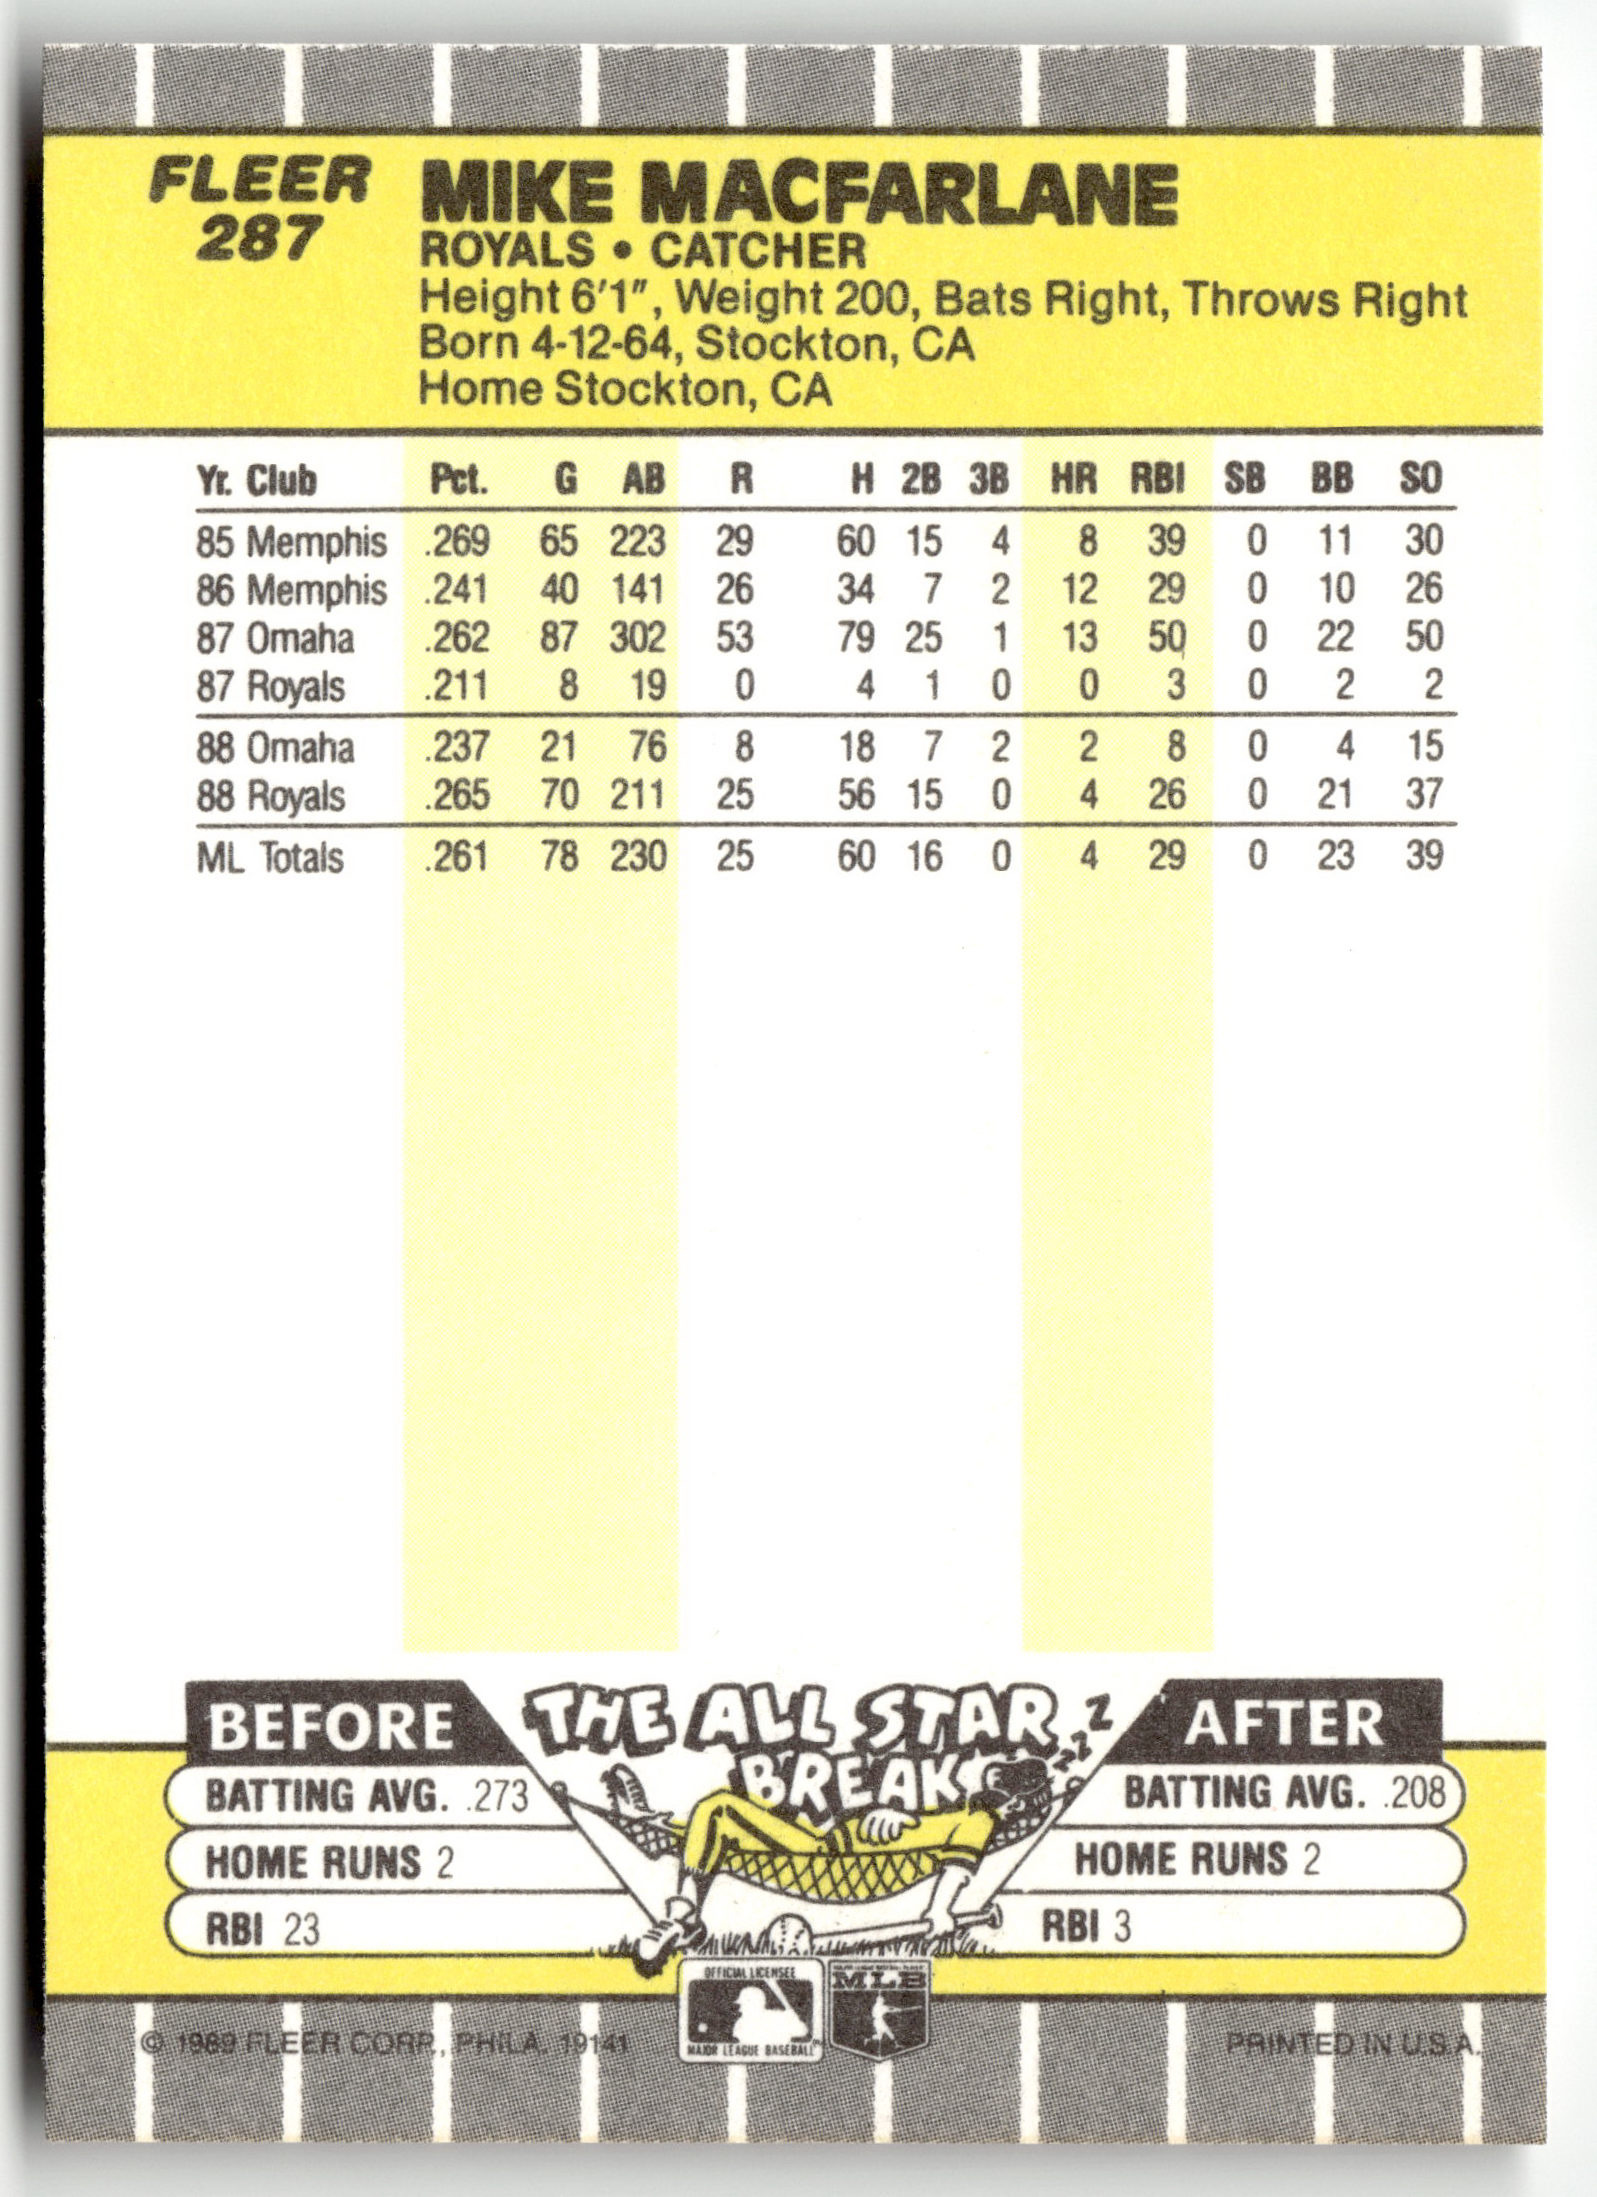 FLEER
287
MIKE MACFARLANE
ROYALS • CATCHER
Height 6'1", Weight 200, Bats Right, Throws Right
Born 4-12-64, Stockton, CA
Home Stockton, CA
Yr. Club Pct. G AB R H 2B 3B HR RBI SB BB SO
85 Memphis .269 65 223 29 60 15 4 8 39 0 11 30
86 Memphis .241 40 141 26 34 7 2 12 29 0 10 26
87 Omaha .262 87 302 53 79 25 1 13 50 0 22 50
87 Royals .211 8 19 0 4 1 0 0 3 0 2 2
88 Omaha .237 21 76 8 18 7 2 2 8 0 4 15
88 Royals .265 70 211 25 56 15 0 4 26 0 21 37
ML Totals .261 78 230 25 60 16 0 4 29 0 23 39
BEFORE
THE ALL STAR
BREAK
ZZZZ
AFTER
BATTING AVG. .273
HOME RUNS 2
RBI 23
BATTING AVG. .208
HOME RUNS 2
RBI 3
OFFICIAL LICENSEE
MAJOR LEAGUE BASEBALL
MLB
© 1989 FLEER CORP., PHILA. 19141
PRINTED IN U.S.A.